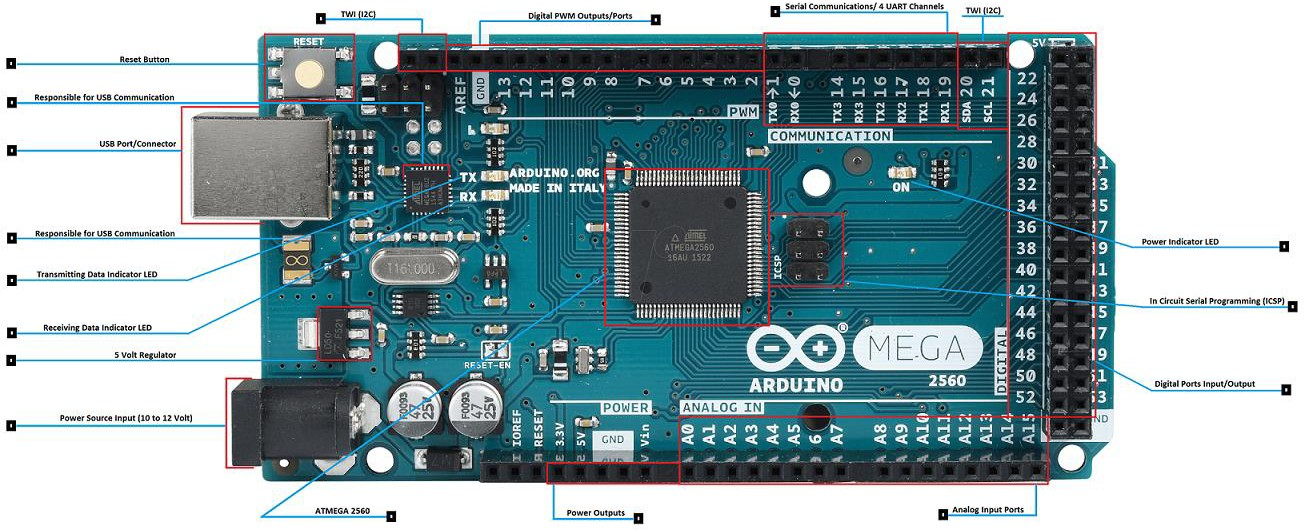 TWI (I2C)
Digital PWM Outputs/Ports
Serial Communications/ 4 UART Channels
TWI (I2C)
Reset Button
Responsible for USB Communication
USB Port/Connector
Responsible for USB Communication
Transmitting Data Indicator LED
Receiving Data Indicator LED
5 Volt Regulator
Power Source Input (10 to 12 Volt)
ATMEGA 2560
Power Outputs
Analog Input Ports
Power Indicator LED
In Circuit Serial Programming (ICSP)
Digital Ports Input/Output
RESET
AREF
GND
13 12 11 10 9 8 7 6 5 4 3 2
TX0→1
RX0←0
TX3 14
RX3 15
TX2 16
RX2 17
TX1 18
RX1 19
SDA 20
SCL 21
PWM
COMMUNICATION
5V
22
24
26
28
30
32
34
36
38
40
42
44
46
48
50
52
DIGITAL
TX
RX
ARDUINO.ORG
MADE IN ITALY
ON
ATMEL
ATMEGA2560
16AU 1522
ICSP
T16.000
RESET-EN
47
25V
47
25V
ARDUINO
®
MEGA
2560
POWER
ANALOG IN
IOREF
RESET
3.3V
5V
GND
Vin
A0 A1 A2 A3 A4 A5 A7
A8 A9 A10 A11 A12 A13 A14 A15